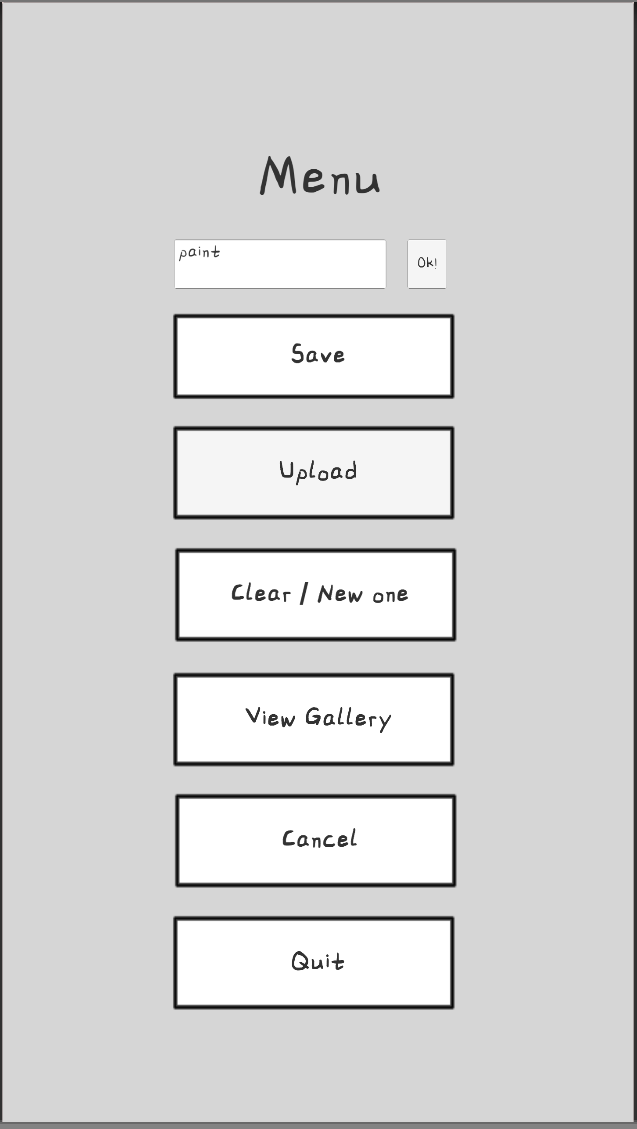 Menu
paint
Ok!
Save
Upload
Clear / New one
View Gallery
Cancel
Quit